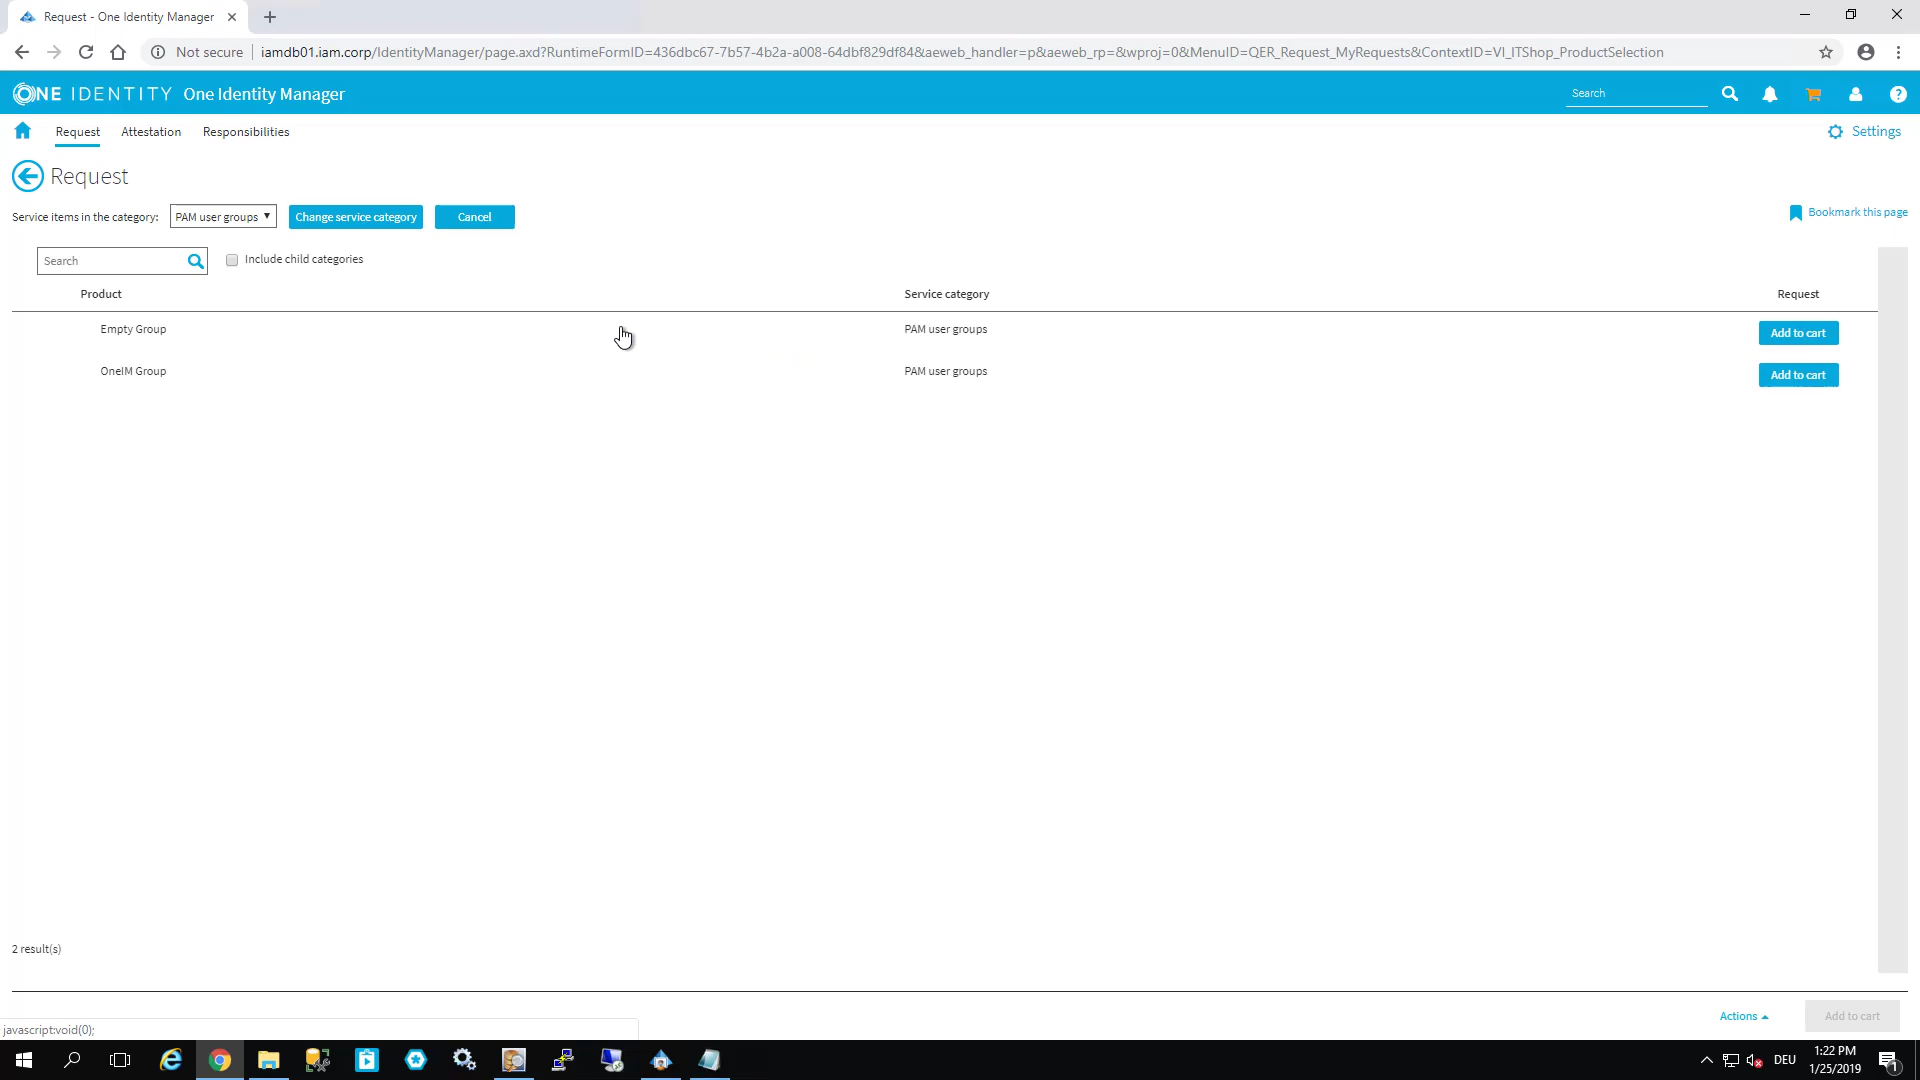 Request - One Identity Manager
Not secure
iamdb01.iam.corp/IdentityManager/page.axd?RuntimeFormID=436dbc67-7b57-4b2a-a008-64dbf829df84&aeweb_handler=p&aeweb_rp=&wproj=0&MenuID=QER_Request_MyRequests&ContextID=VI_ITShop_ProductSelection
ONE IDENTITY One Identity Manager
Search
Request Attestation Responsibilities
Settings
Request
Service items in the category: PAM user groups Change service category Cancel
Bookmark this page
Search Include child categories
Product Service category Request
Empty Group PAM user groups Add to cart
OneIM Group PAM user groups Add to cart
2 result(s)
Actions Add to cart
javascript:void(0);
DEU
1:22 PM
1/25/2019
1